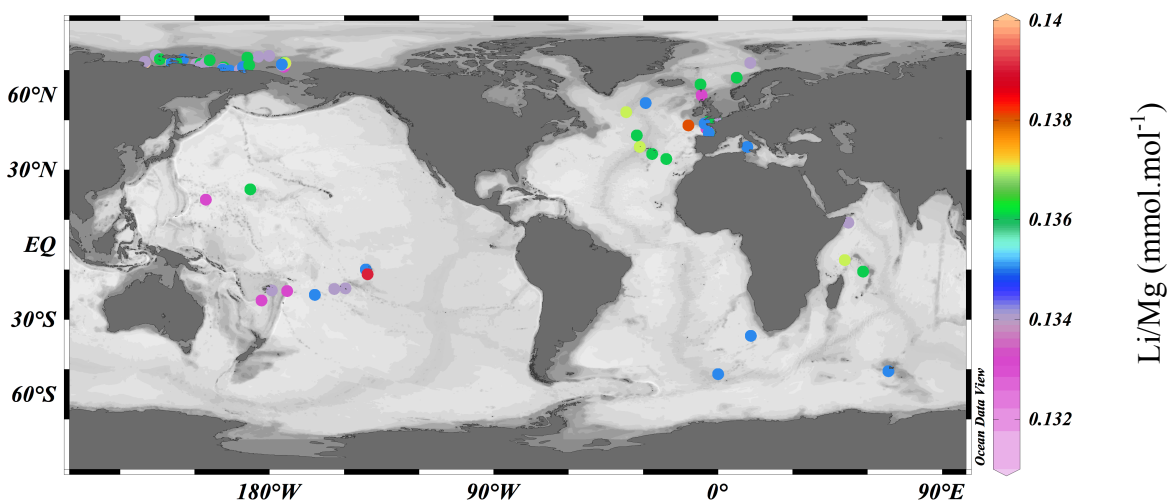 60°N
30°N
EQ
30°S
60°S
180°W
90°W
0°
90°E
Ocean Data View
0.14
0.138
0.136
0.134
0.132
Li/Mg (mmol.mol⁻¹)